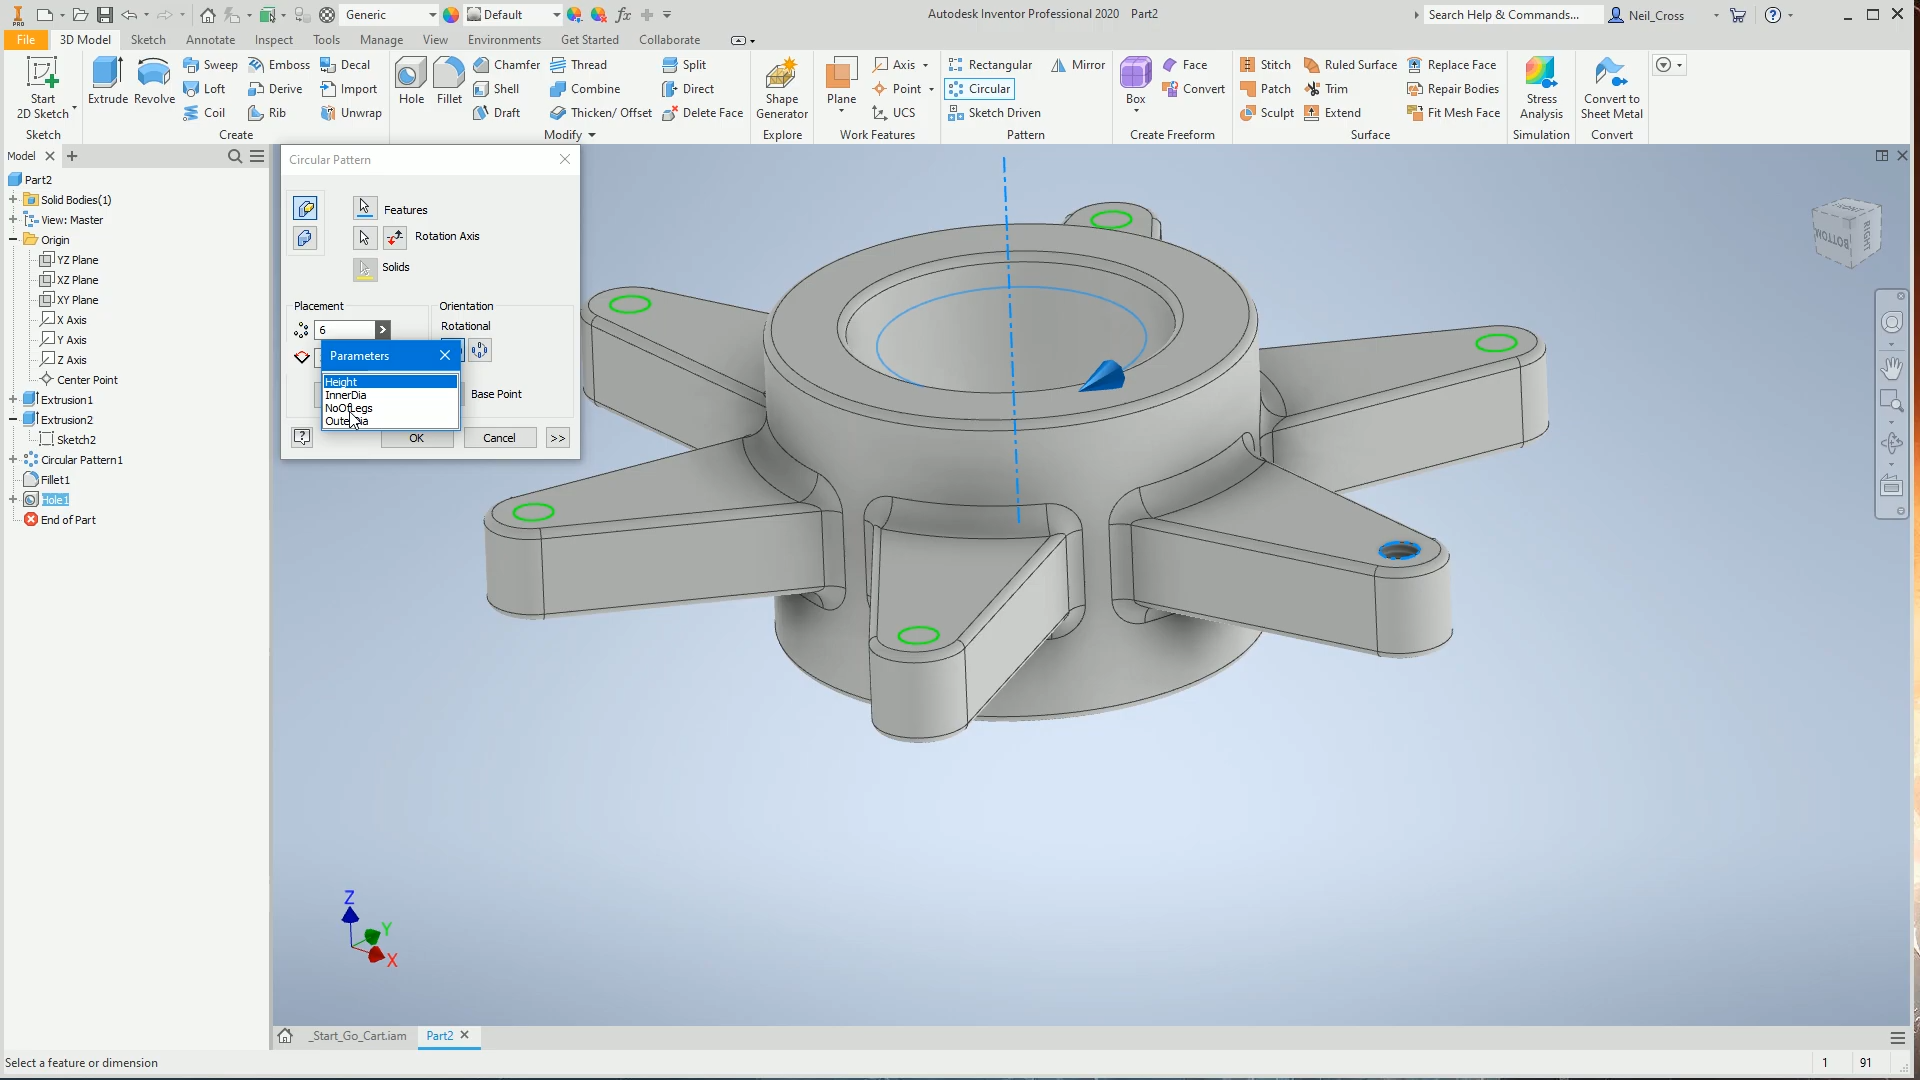 Generic
Default
fx
Autodesk Inventor Professional 2020 Part2
Search Help & Commands...
Neil_Cross
File 3D Model Sketch Annotate Inspect Tools Manage View Environments Get Started Collaborate
Start
2D Sketch
Extrude
Revolve
Sweep
Loft
Coil
Emboss
Derive
Rib
Decal
Import
Unwrap
Hole
Fillet
Chamfer
Shell
Draft
Thread
Combine
Thicken/ Offset
Split
Direct
Delete Face
Shape
Generator
Plane
Axis
Point
UCS
Rectangular
Circular
Sketch Driven
Mirror
Box
Face
Convert
Stitch
Patch
Sculpt
Ruled Surface
Trim
Extend
Replace Face
Repair Bodies
Fit Mesh Face
Stress
Analysis
Convert to
Sheet Metal
Sketch Create Modify Explore Work Features Pattern Create Freeform Surface Simulation Convert
Model
Part2
Solid Bodies(1)
View: Master
Origin
YZ Plane
XZ Plane
XY Plane
X Axis
Y Axis
Z Axis
Center Point
Extrusion1
Extrusion2
Sketch2
Circular Pattern1
Fillet1
Hole1
End of Part
Circular Pattern
Features
Rotation Axis
Solids
Placement
6
Orientation
Rotational
Base Point
Parameters
Height
InnerDia
NoOfLegs
OuterDia
OK
Cancel
>>
FRONT
BOTTOM
RIGHT
Z
Y
X
_Start_Go_Cart.iam
Part2
Select a feature or dimension
1 91